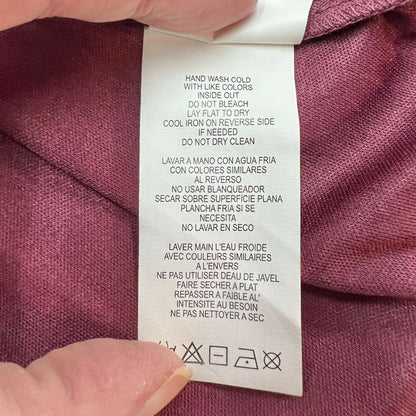 HAND WASH COLD
WITH LIKE COLORS
INSIDE OUT
DO NOT BLEACH
LAY FLAT TO DRY
COOL IRON ON REVERSE SIDE
IF NEEDED
DO NOT DRY CLEAN
LAVAR A MANO CON AGUA FRIA
CON COLORES SIMILARES
AL REVERSO
NO USAR BLANQUEADOR
SECAR SOBRE SUPERFICIE PLANA
PLANCHA FRIA SI SE
NECESITA
NO LAVAR EN SECO
LAVER MAIN L'EAU FROIDE
AVEC COULEURS SIMILAIRES
A L'ENVERS
NE PAS UTILISER DEAU DE JAVEL
FAIRE SECHER A PLAT
REPASSER A FAIBLE AL'
INTENSITE AU BESOIN
NE PAS NETTOYER A SEC